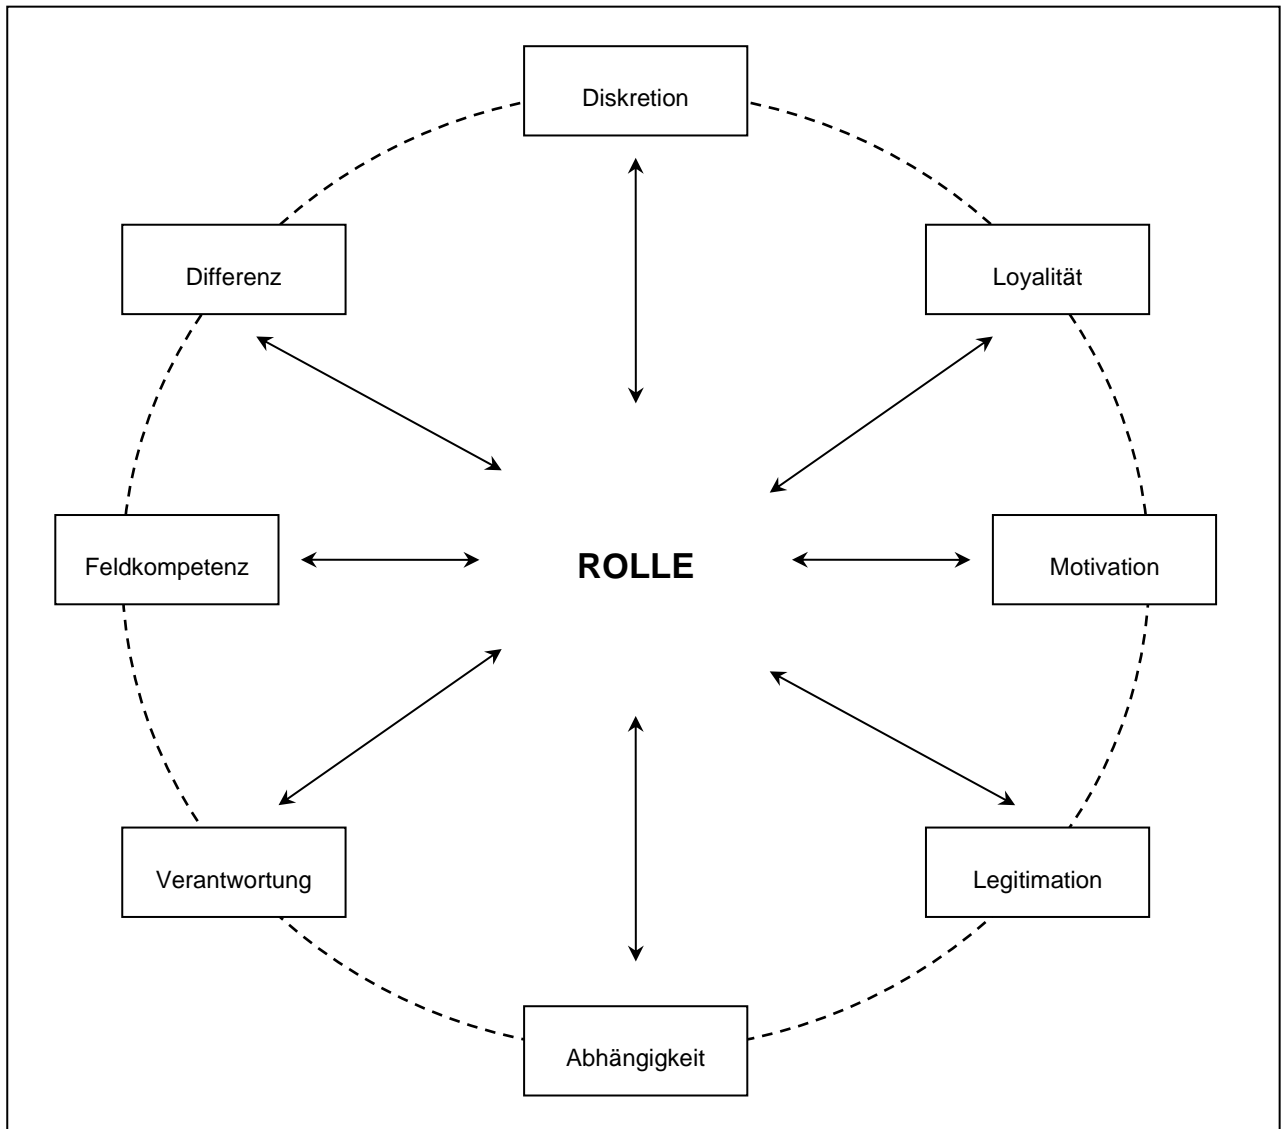 Diskretion
Differenz
Loyalität
Feldkompetenz
ROLLE
Motivation
Verantwortung
Legitimation
Abhängigkeit